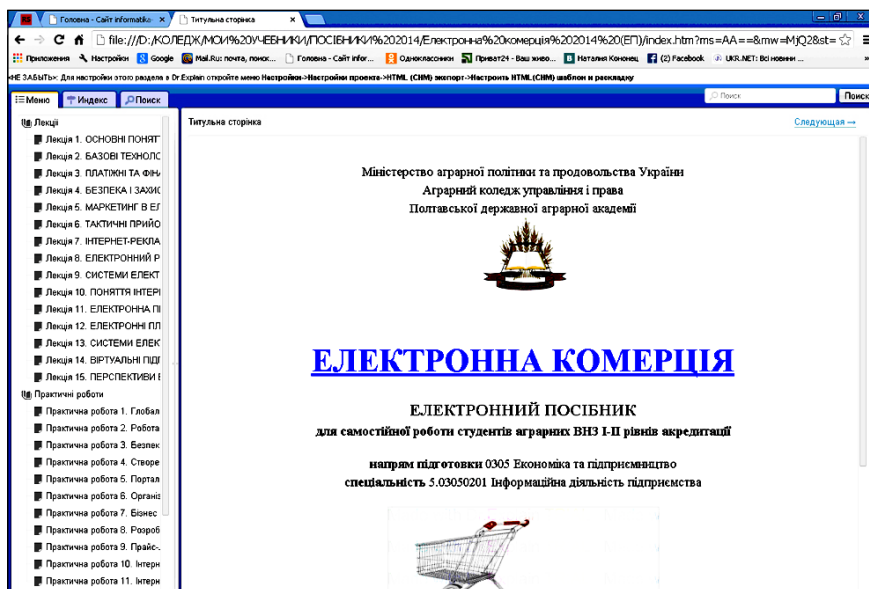 Головна - Сайт informatika-
Титульна сторінка
file:///D:/КОЛЕДЖ/МОИ%20УЧЕБНИКИ/ПОСІБНИКИ%202014/Електронна%20комерція%202014%20(ЕП)/index.htm?ms=AA==&mw=MjQ2&st=
Приложения Настройки Google Mail.Ru: почта, поиск... Головна - Сайт infor... Одноклассники Приват24 - Ваш живо... Наталия Кононец (2) Facebook UKR.NET: Всі новини ...
«НЕ ЗАБЫТЬ»: Для настройки этого раздела в Dr.Explain откройте меню Настройки->Настройки проекта->HTML (CHM) экспорт->Настроить HTML(CHM) шаблон и раскладку
Меню Индекс Поиск Поиск Поиск
Лекції
Лекція 1. ОСНОВНІ ПОНЯТ
Лекція 2. БАЗОВІ ТЕХНОЛО
Лекція 3. ПЛАТІЖНІ ТА ФІН
Лекція 4. БЕЗПЕКА І ЗАХИС
Лекція 5. МАРКЕТИНГ В ЕЛ
Лекція 6. ТАКТИЧНІ ПРИЙО
Лекція 7. ІНТЕРНЕТ-РЕКЛА
Лекція 8. ЕЛЕКТРОННИЙ Р
Лекція 9. СИСТЕМИ ЕЛЕКТ
Лекція 10. ПОНЯТТЯ ІНТЕРІ
Лекція 11. ЕЛЕКТРОННА ПІ
Лекція 12. ЕЛЕКТРОННІ ПЛ
Лекція 13. СИСТЕМИ ЕЛЕК
Лекція 14. ВІРТУАЛЬНІ ПІДГ
Лекція 15. ПЕРСПЕКТИВИ Е
Практичні роботи
Практична робота 1. Глобал
Практична робота 2. Робота
Практична робота 3. Безпек
Практична робота 4. Створе
Практична робота 5. Портал
Практична робота 6. Органіс
Практична робота 7. Бізнес
Практична робота 8. Розроб
Практична робота 9. Прайс-.
Практична робота 10. Інтерн
Практична робота 11. Інтерн
Титульна сторінка Следующая →
Міністерство аграрної політики та продовольства України
Аграрний коледж управління і права
Полтавської державної аграрної академії
ЕЛЕКТРОННА КОМЕРЦІЯ
ЕЛЕКТРОННИЙ ПОСІБНИК
для самостійної роботи студентів аграрних ВНЗ І-ІІ рівнів акредитації
напрям підготовки 0305 Економіка та підприємництво
спеціальність 5.03050201 Інформаційна діяльність підприємства